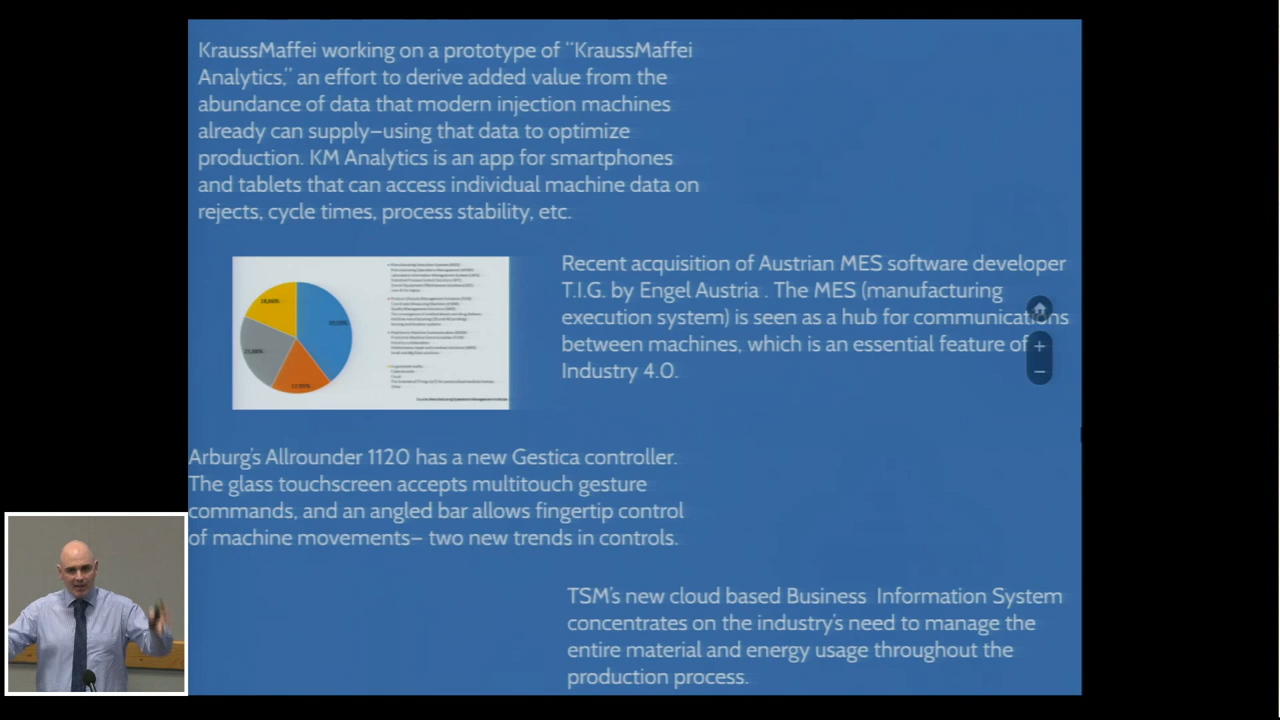 KraussMaffei working on a prototype of "KraussMaffei
Analytics," an effort to derive added value from the
abundance of data that modern injection machines
already can supply—using that data to optimize
production. KM Analytics is an app for smartphones
and tablets that can access individual machine data on
rejects, cycle times, process stability, etc.
Recent acquisition of Austrian MES software developer
T.I.G. by Engel Austria . The MES (manufacturing
execution system) is seen as a hub for communications
between machines, which is an essential feature of
Industry 4.0.
Arburg's Allrounder 1120 has a new Gestica controller.
The glass touchscreen accepts multitouch gesture
commands, and an angled bar allows fingertip control
of machine movements— two new trends in controls.
TSM's new cloud based Business Information System
concentrates on the industry's need to manage the
entire material and energy usage throughout the
production process.